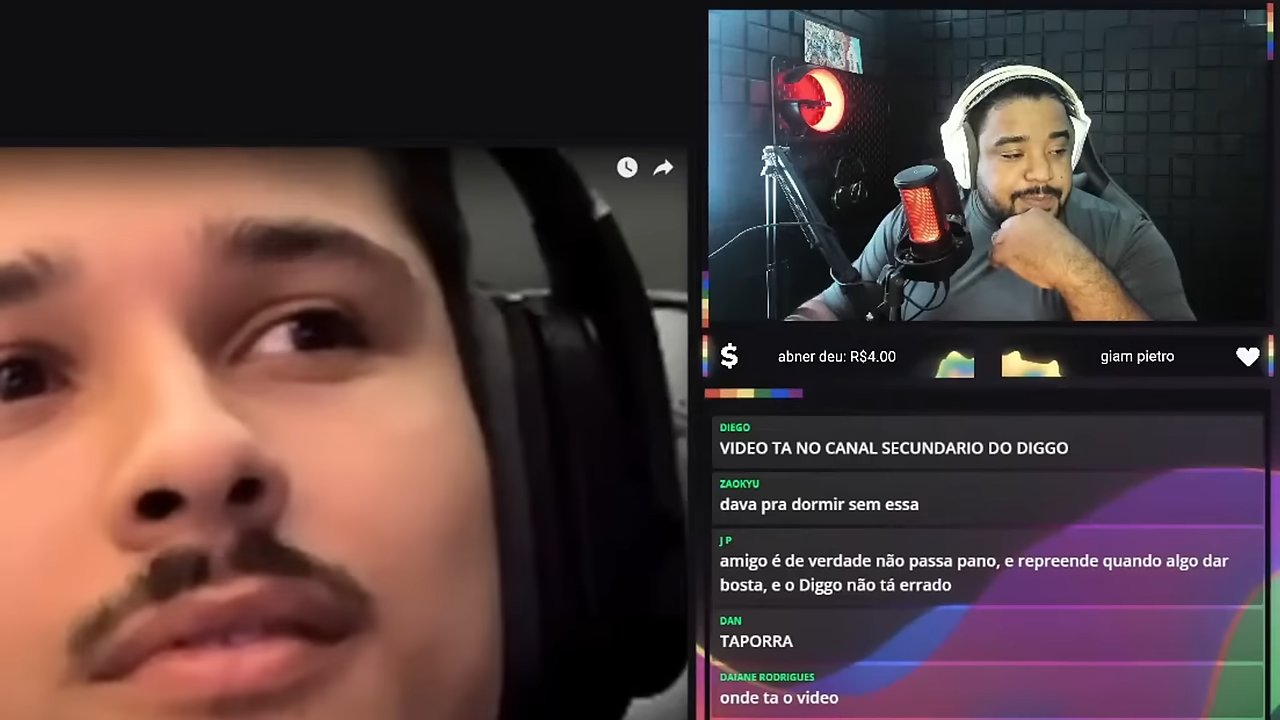 $ abner deu: R$4.00 giam pietro
DIEGO
VIDEO TA NO CANAL SECUNDARIO DO DIGGO
ZAOKYU
dava pra dormir sem essa
J P
amigo é de verdade não passa pano, e repreende quando algo dar
bosta, e o Diggo não tá errado
DAN
TAPORRA
DAIANE RODRIGUES
onde ta o video